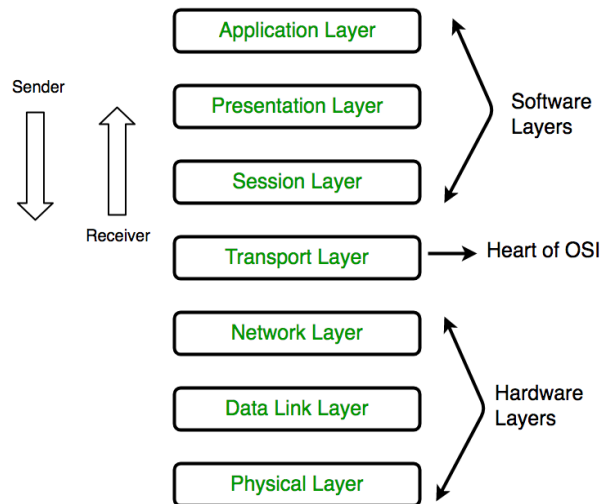 Application Layer
Sender
Presentation Layer
Software
Layers
Session Layer
Receiver
Transport Layer
Heart of OSI
Network Layer
Hardware
Layers
Data Link Layer
Physical Layer